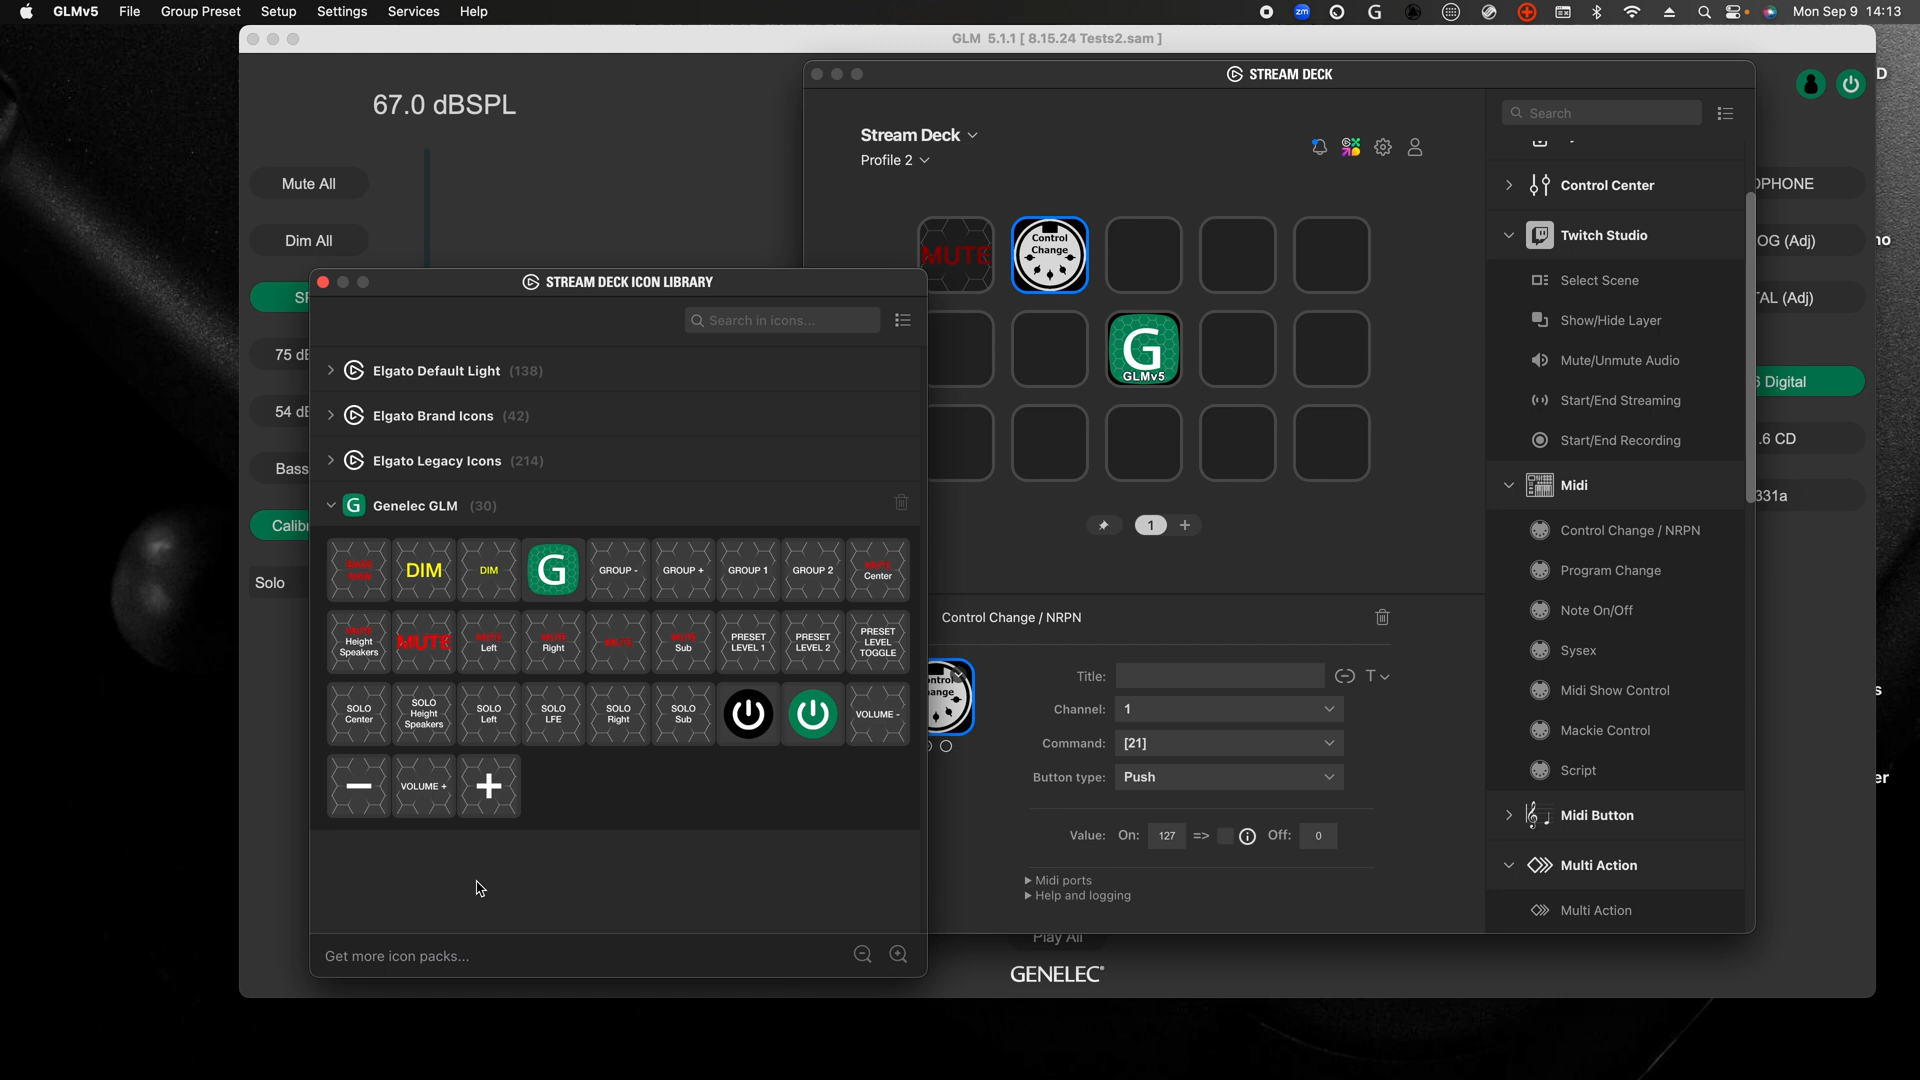 GLMv5 File Group Preset Setup Settings Services Help
zm G Mon Sep 9 14:13
GLM 5.1.1 [ 8.15.24 Tests2.sam ]
67.0 dBSPL
Mute All
Dim All
75 dB
54 dB
Bass
Solo
STREAM DECK
Stream Deck
Profile 2
MUTE
Control
Change
G
GLMv5
1 +
Control Change / NRPN
Title: T
Channel: 1
Command: [21]
Button type: Push
Value: On: 127 => Off: 0
Midi ports
Help and logging
Search
Control Center
Twitch Studio
Select Scene
Show/Hide Layer
Mute/Unmute Audio
Start/End Streaming
Start/End Recording
Midi
Control Change / NRPN
Program Change
Note On/Off
Sysex
Midi Show Control
Mackie Control
Script
Midi Button
Multi Action
Multi Action
OPHONE
OG (Adj)
TAL (Adj)
Digital
.6 CD
331a
STREAM DECK ICON LIBRARY
Search in icons...
Elgato Default Light (138)
Elgato Brand Icons (42)
Elgato Legacy Icons (214)
G Genelec GLM (30)
DIM DIM G GROUP - GROUP + GROUP 1 GROUP 2 MUTE
Center
MUTE
Height
Speakers
MUTE
MUTE
Left
MUTE
Right
MUTE
MUTE
Sub
PRESET
LEVEL 1
PRESET
LEVEL 2
PRESET
LEVEL
TOGGLE
SOLO
Center
SOLO
Height
Speakers
SOLO
Left
SOLO
LFE
SOLO
Right
SOLO
Sub
VOLUME -
– VOLUME + +
Get more icon packs...
Play All
GENELEC®